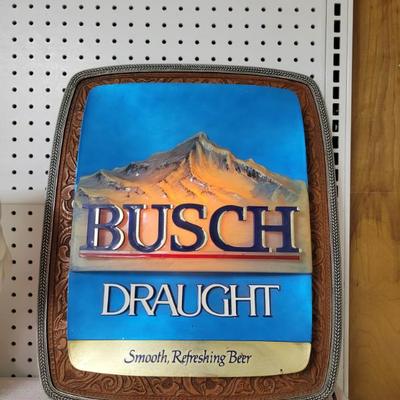 BUSCH
DRAUGHT
Smooth, Refreshing Beer